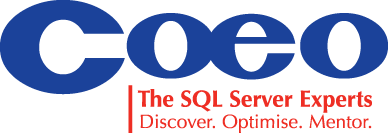 Coeo
The SQL Server Experts
Discover. Optimise. Mentor.